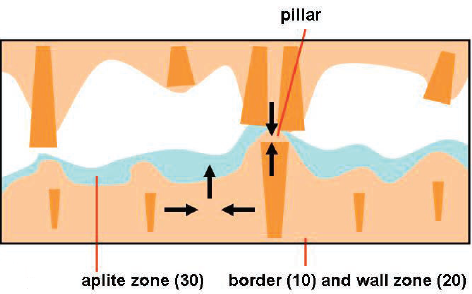 pillar
aplite zone (30)
border (10) and wall zone (20)